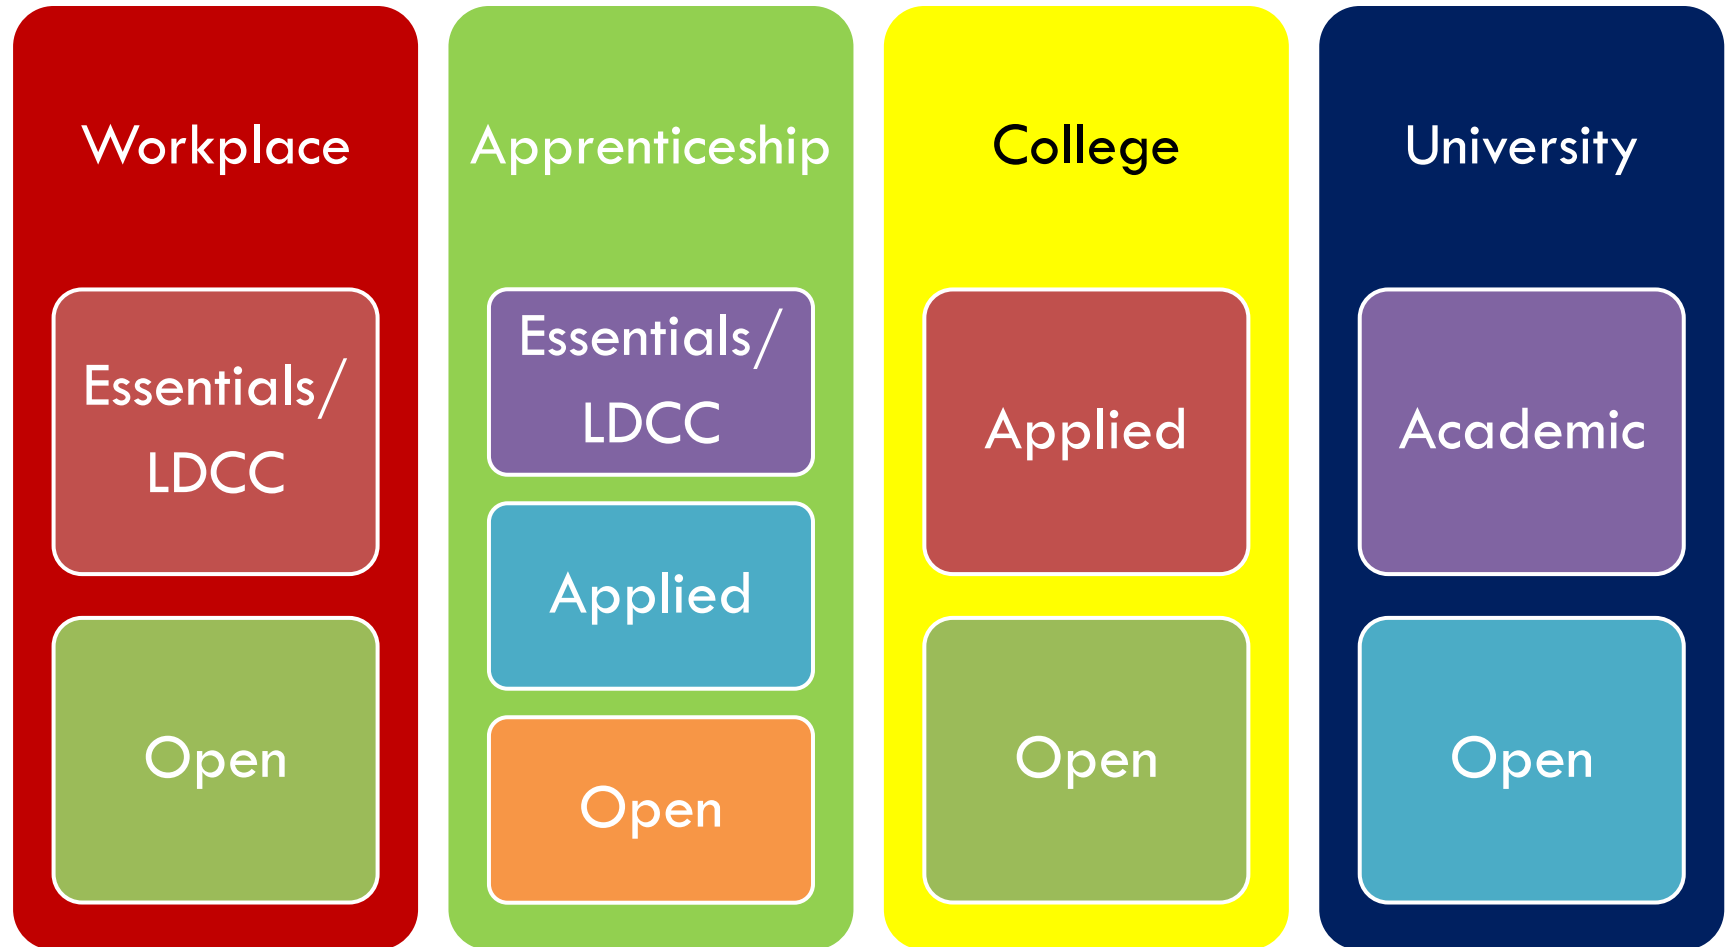 Workplace
Essentials/
LDCC
Open
Apprenticeship
Essentials/
LDCC
Applied
Open
College
Applied
Open
University
Academic
Open